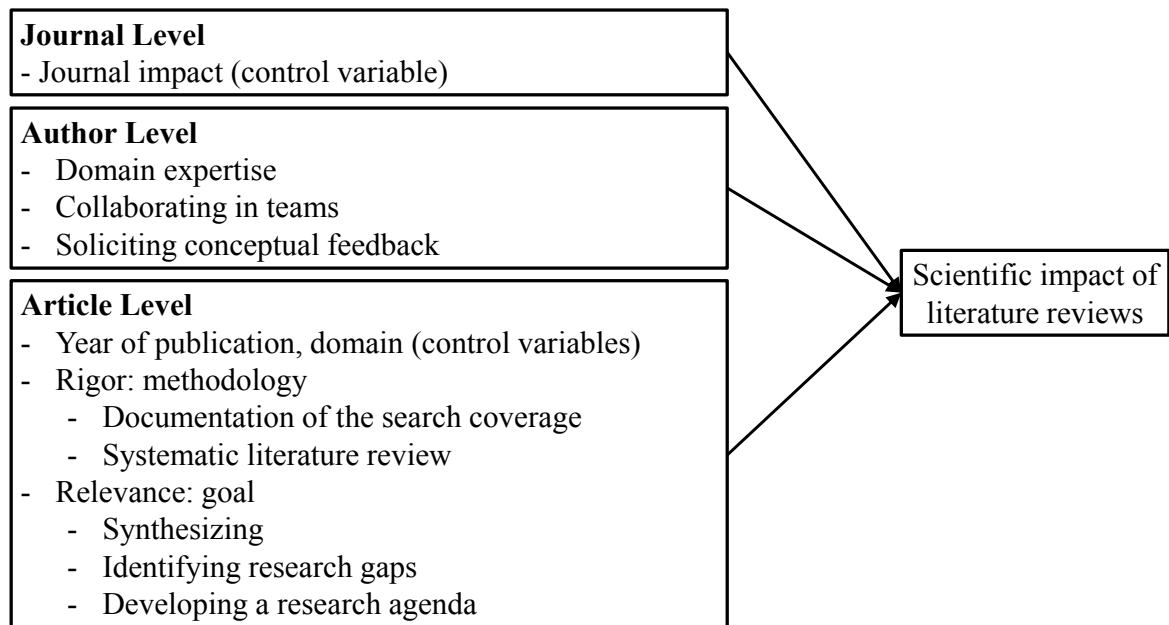 Journal Level
- Journal impact (control variable)
Author Level
- Domain expertise
- Collaborating in teams
- Soliciting conceptual feedback
Article Level
- Year of publication, domain (control variables)
- Rigor: methodology
- Documentation of the search coverage
- Systematic literature review
- Relevance: goal
- Synthesizing
- Identifying research gaps
- Developing a research agenda
Scientific impact of
literature reviews